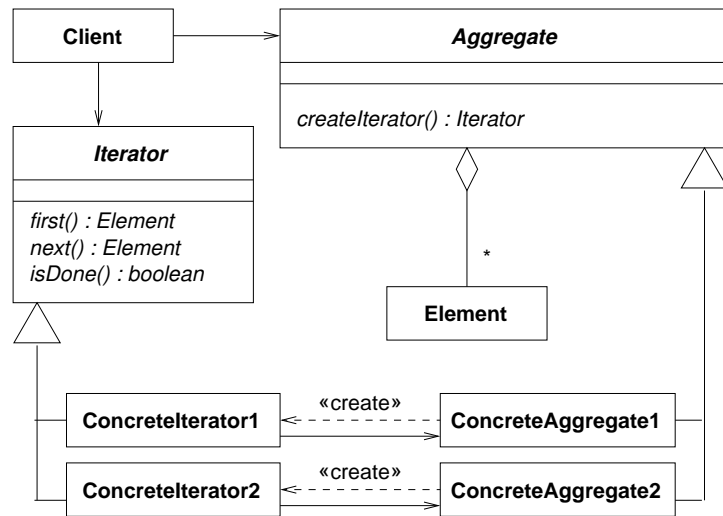 Client
Aggregate
createIterator() : Iterator
Iterator
first() : Element
next() : Element
isDone() : boolean
*
Element
«create»
ConcreteIterator1
ConcreteAggregate1
«create»
ConcreteIterator2
ConcreteAggregate2